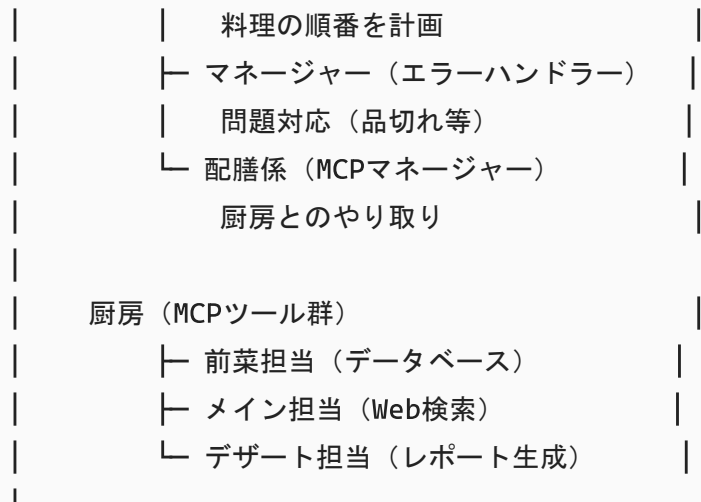 │        │   料理の順番を計画                │
│        ├─ マネージャー（エラーハンドラー）   │
│        │   問題対応（品切れ等）             │
│        └─ 配膳係（MCPマネージャー）         │
│            厨房とのやり取り                │
│
│    厨房（MCPツール群）                      │
│        ├─ 前菜担当（データベース）          │
│        ├─ メイン担当（Web検索）            │
│        └─ デザート担当（レポート生成）       │
│